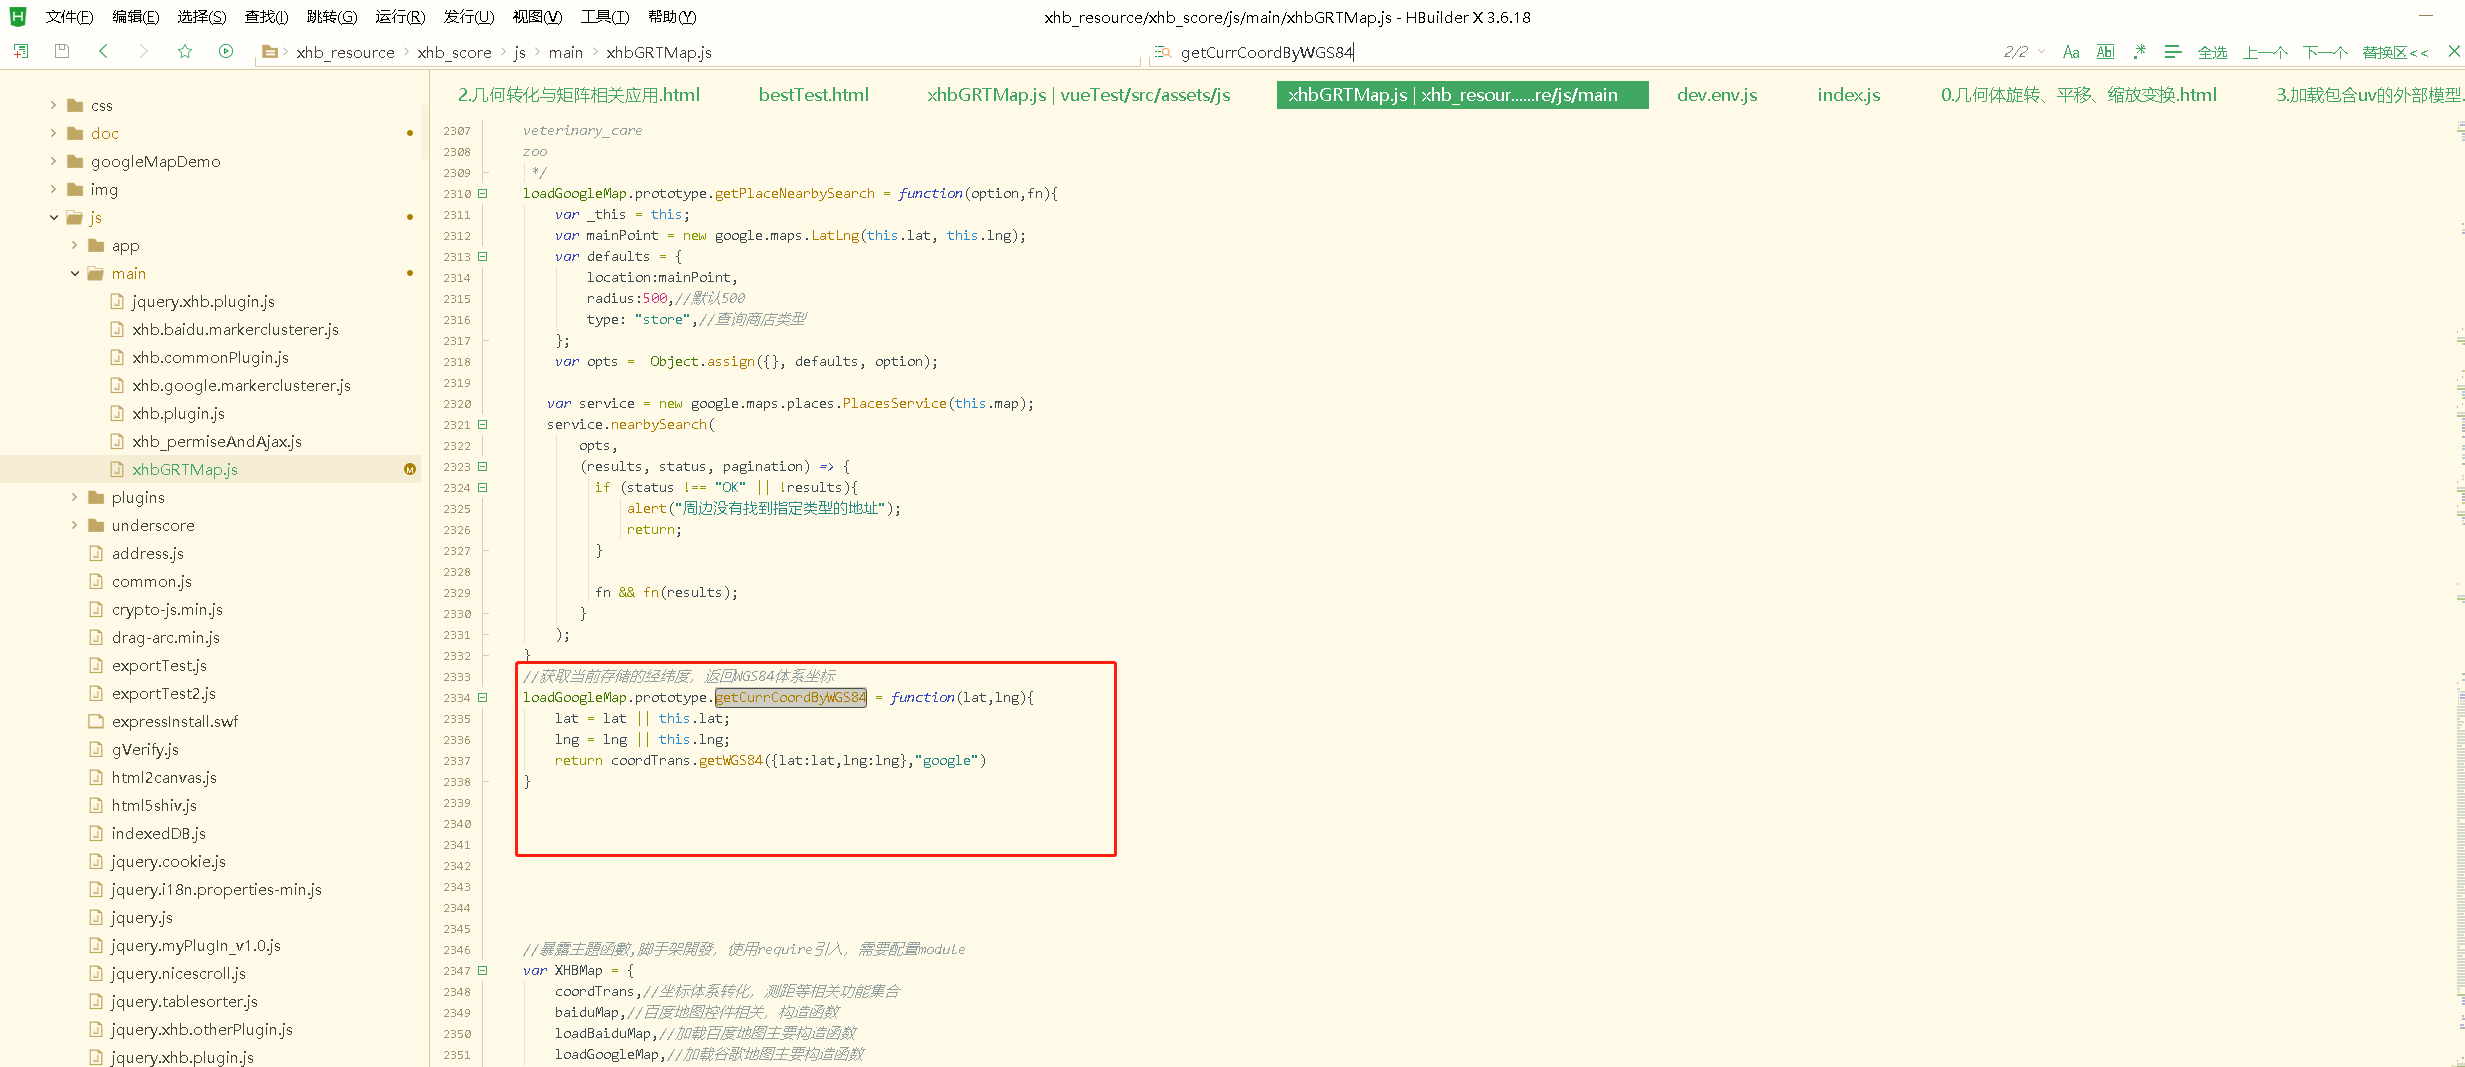 文件(F) 编辑(E) 选择(S) 查找(I) 跳转(G) 运行(R) 发行(U) 视图(V) 工具(T) 帮助(Y) xhb_resource/xhb_score/js/main/xhbGRTMap.js - HBuilder X 3.6.18
xhb_resource xhb_score js main xhbGRTMap.js getCurrCoordByWGS84 2/2 Aa Ab .* 全选 上一个 下一个 替换区<<
2.几何转化与矩阵相关应用.html bestTest.html xhbGRTMap.js | vueTest/src/assets/js xhbGRTMap.js | xhb_resour......re/js/main dev.env.js index.js 0.几何体旋转、平移、缩放变换.html 3.加载包含uv的外部模型.
css
doc
googleMapDemo
img
js
app
main
jquery.xhb.plugin.js
xhb.baidu.markerclusterer.js
xhb.commonPlugin.js
xhb.google.markerclusterer.js
xhb.plugin.js
xhb_permiseAndAjax.js
xhbGRTMap.js M
plugins
underscore
address.js
common.js
crypto-js.min.js
drag-arc.min.js
exportTest.js
exportTest2.js
expressInstall.swf
gVerify.js
html2canvas.js
html5shiv.js
indexedDB.js
jquery.cookie.js
jquery.i18n.properties-min.js
jquery.js
jquery.myPlugIn_v1.0.js
jquery.nicescroll.js
jquery.tablesorter.js
jquery.xhb.otherPlugin.js
jquery.xhb.plugin.js
2307 veterinary_care
2308 zoo
2309 */
2310 loadGoogleMap.prototype.getPlaceNearbySearch = function(option,fn){
2311 var _this = this;
2312 var mainPoint = new google.maps.LatLng(this.lat, this.lng);
2313 var defaults = {
2314 location:mainPoint,
2315 radius:500,//默认500
2316 type: "store",//查询商店类型
2317 };
2318 var opts =  Object.assign({}, defaults, option);
2319
2320 var service = new google.maps.places.PlacesService(this.map);
2321 service.nearbySearch(
2322 opts,
2323 (results, status, pagination) => {
2324 if (status !== "OK" || !results){
2325 alert("周边没有找到指定类型的地址");
2326 return;
2327 }
2328
2329 fn && fn(results);
2330 }
2331 );
2332 }
2333 //获取当前存储的经纬度，返回WGS84体系坐标
2334 loadGoogleMap.prototype.getCurrCoordByWGS84 = function(lat,lng){
2335 lat = lat || this.lat;
2336 lng = lng || this.lng;
2337 return coordTrans.getWGS84({lat:lat,lng:lng},"google")
2338 }
2339
2340
2341
2342
2343
2344
2345
2346 //暴露主題函數,脚手架開發，使用require引入，需要配置module
2347 var XHBMap = {
2348 coordTrans,//坐标体系转化，测距等相关功能集合
2349 baiduMap,//百度地图控件相关，构造函数
2350 loadBaiduMap,//加载百度地图主要构造函数
2351 loadGoogleMap,//加载谷歌地图主要构造函数